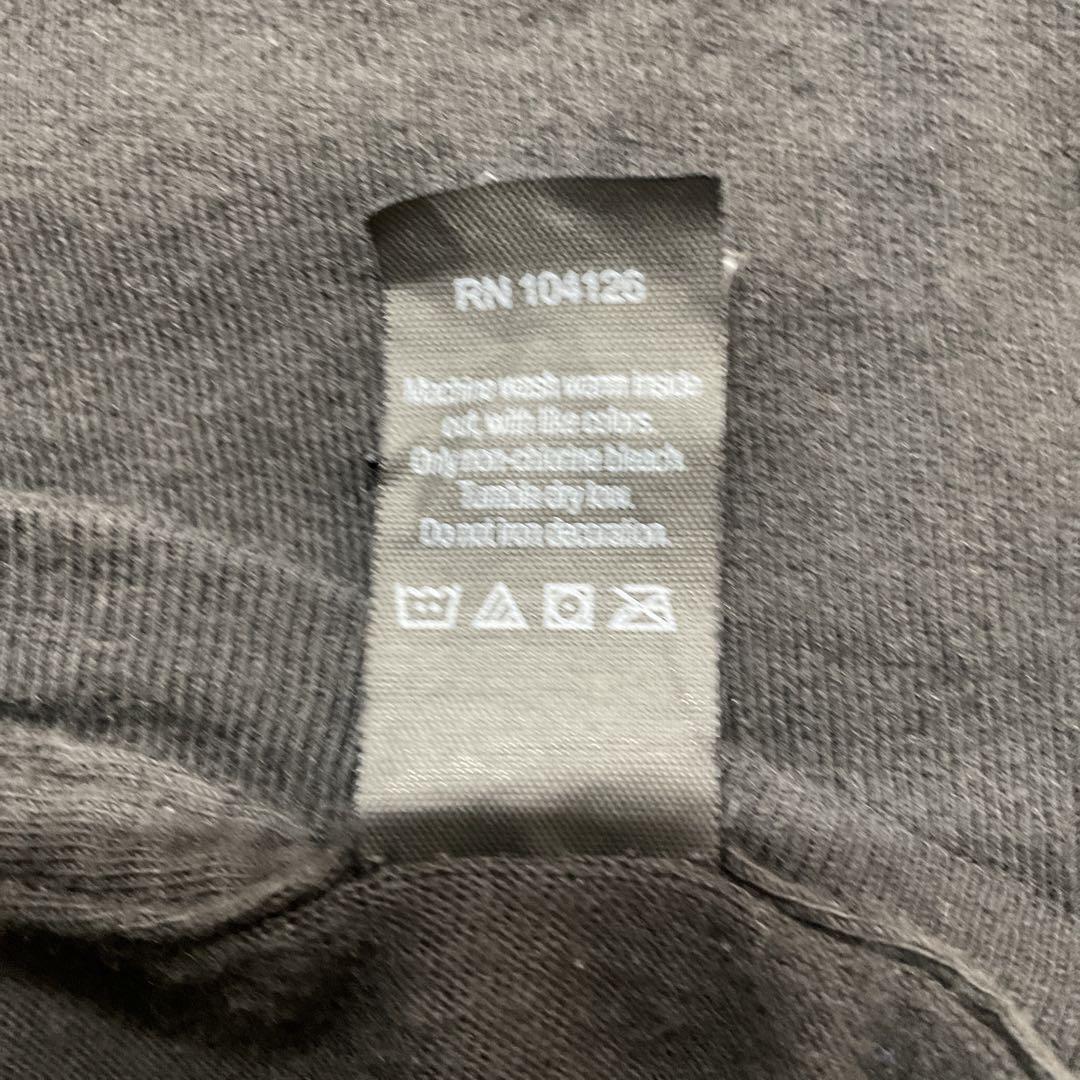 RN 104126
Machine wash warm inside
out, with like colors.
Only non-chlorine bleach.
Tumble dry low.
Do not iron decoration.